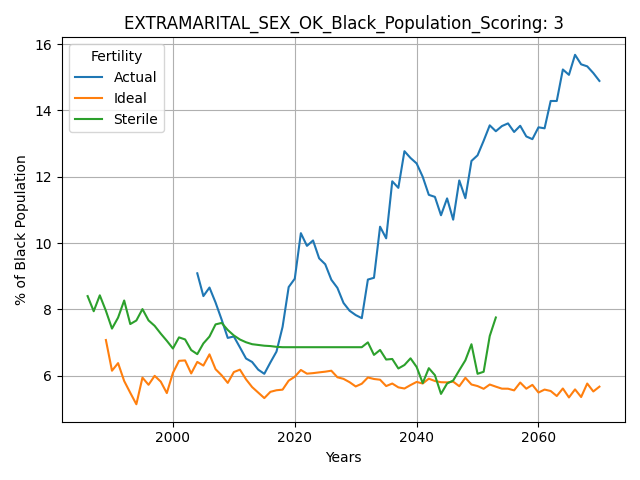 EXTRAMARITAL_SEX_OK_Black_Population_Scoring: 3
Fertility
Actual
Ideal
Sterile
% of Black Population
16
14
12
10
8
6
2000 2020 2040 2060
Years